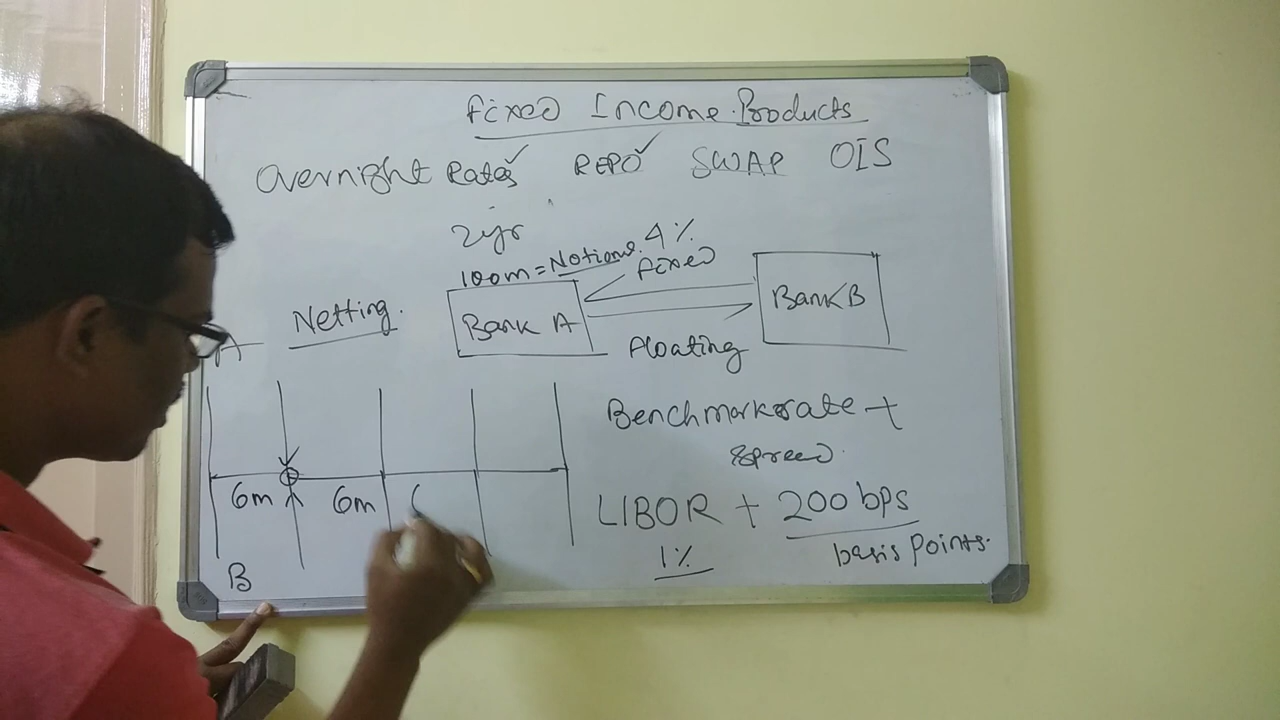 Fixed Income Products
Overnight Rates REPO SWAP OIS
2yr
100m = Notional 4%
Fixed
Bank A
Bank B
Netting.
Floating
A
Benchmark rate +
spread.
6m 6m
LIBOR + 200 bps
1% basis points.
B